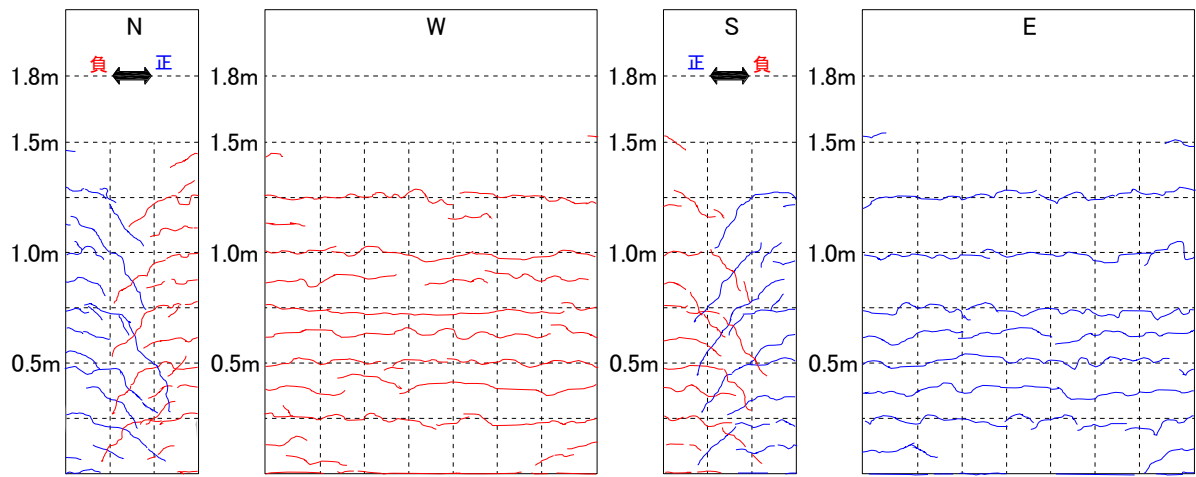 N W S E
負 正 正 負
1.8m 1.8m 1.8m 1.8m
1.5m 1.5m 1.5m 1.5m
1.0m 1.0m 1.0m 1.0m
0.5m 0.5m 0.5m 0.5m